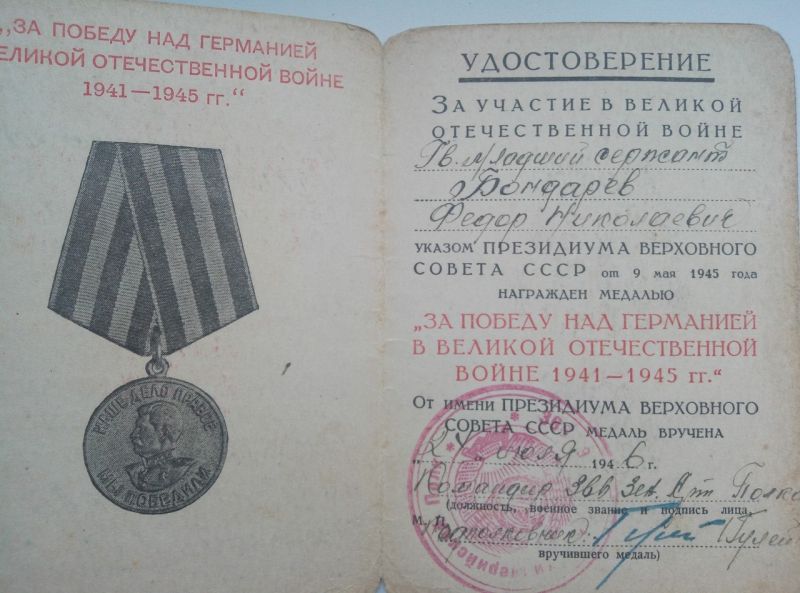 „ЗА ПОБЕДУ НАД ГЕРМАНИЕЙ
ВЕЛИКОЙ ОТЕЧЕСТВЕННОЙ ВОЙНЕ
1941—1945 гг.“
НАШЕ ДЕЛО ПРАВОЕ
МЫ ПОБЕДИЛИ
УДОСТОВЕРЕНИЕ
ЗА УЧАСТИЕ В ВЕЛИКОЙ
ОТЕЧЕСТВЕННОЙ ВОЙНЕ
Гв. младший сержант
Бондарев
Федор Николаевич
УКАЗОМ ПРЕЗИДИУМА ВЕРХОВНОГО
СОВЕТА СССР от 9 мая 1945 года
НАГРАЖДЕН МЕДАЛЬЮ
„ЗА ПОБЕДУ НАД ГЕРМАНИЕЙ
В ВЕЛИКОЙ ОТЕЧЕСТВЕННОЙ
ВОЙНЕ 1941—1945 гг.“
От имени ПРЕЗИДИУМА ВЕРХОВНОГО
СОВЕТА СССР МЕДАЛЬ ВРУЧЕНА
1946 г.
Командир Зен. Полка
(должность, военное звание и подпись лица,
М. П.
Подполковник
вручившего медаль)